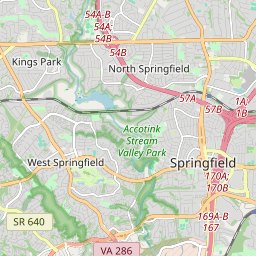 54A-B
54A-
54B
54B
Kings Park
North Springfield
57A
1A;
1B
57B
Accotink
Stream
Valley Park
West Springfield
Springfield
170A;
170B
SR 640
169A-B
167
VA 286